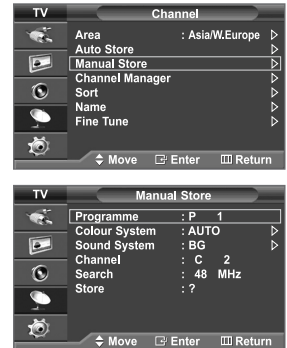 TV Channel
Area : Asia/W.Europe
Auto Store
Manual Store
Channel Manager
Sort
Name
Fine Tune
Move Enter Return
TV Manual Store
Programme : P 1
Colour System : AUTO
Sound System : BG
Channel : C 2
Search : 48 MHz
Store : ?
Move Enter Return